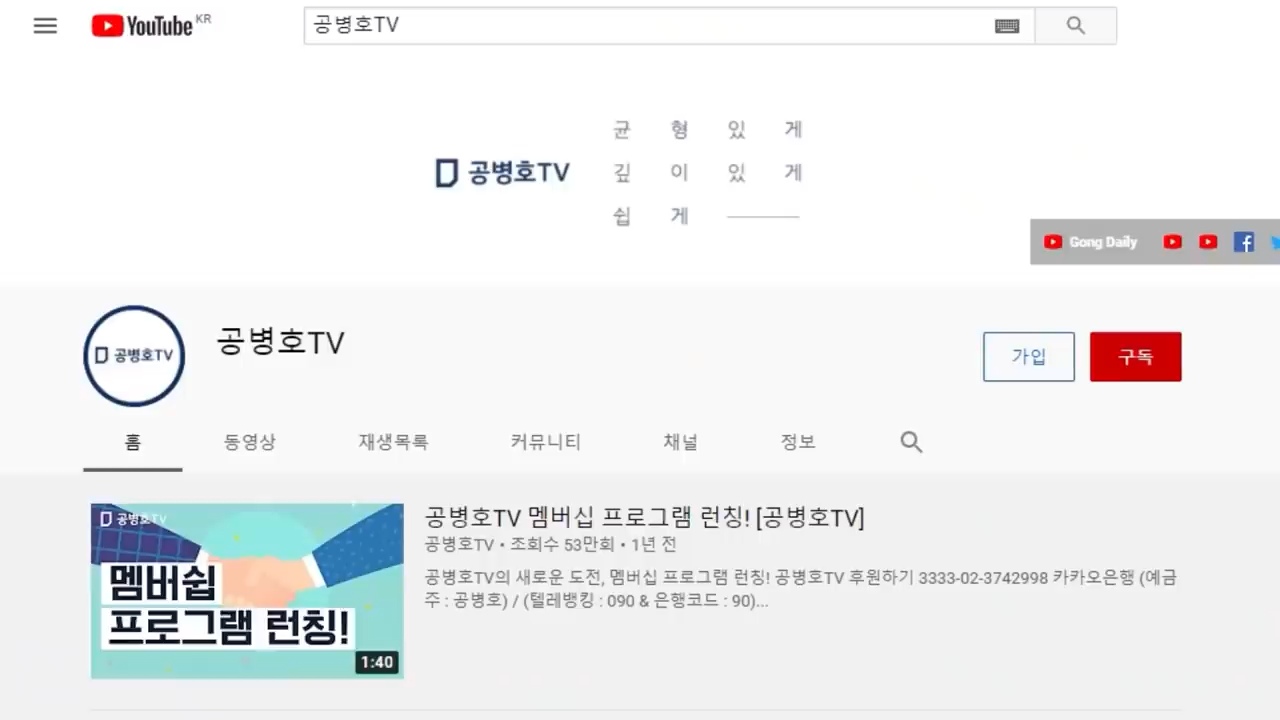 YouTube KR
공병호TV
공병호TV
균 형 있 게
깊 이 있 게
쉽 게
Gong Daily
공병호TV
공병호TV
가입
구독
홈 동영상 재생목록 커뮤니티 채널 정보
공병호TV
멤버쉽
프로그램 런칭!
1:40
공병호TV 멤버십 프로그램 런칭! [공병호TV]
공병호TV • 조회수 53만회 • 1년 전
공병호TV의 새로운 도전, 멤버십 프로그램 런칭! 공병호TV 후원하기 3333-02-3742998 카카오은행 (예금
주 : 공병호) / (텔레뱅킹 : 090 & 은행코드 : 90)...